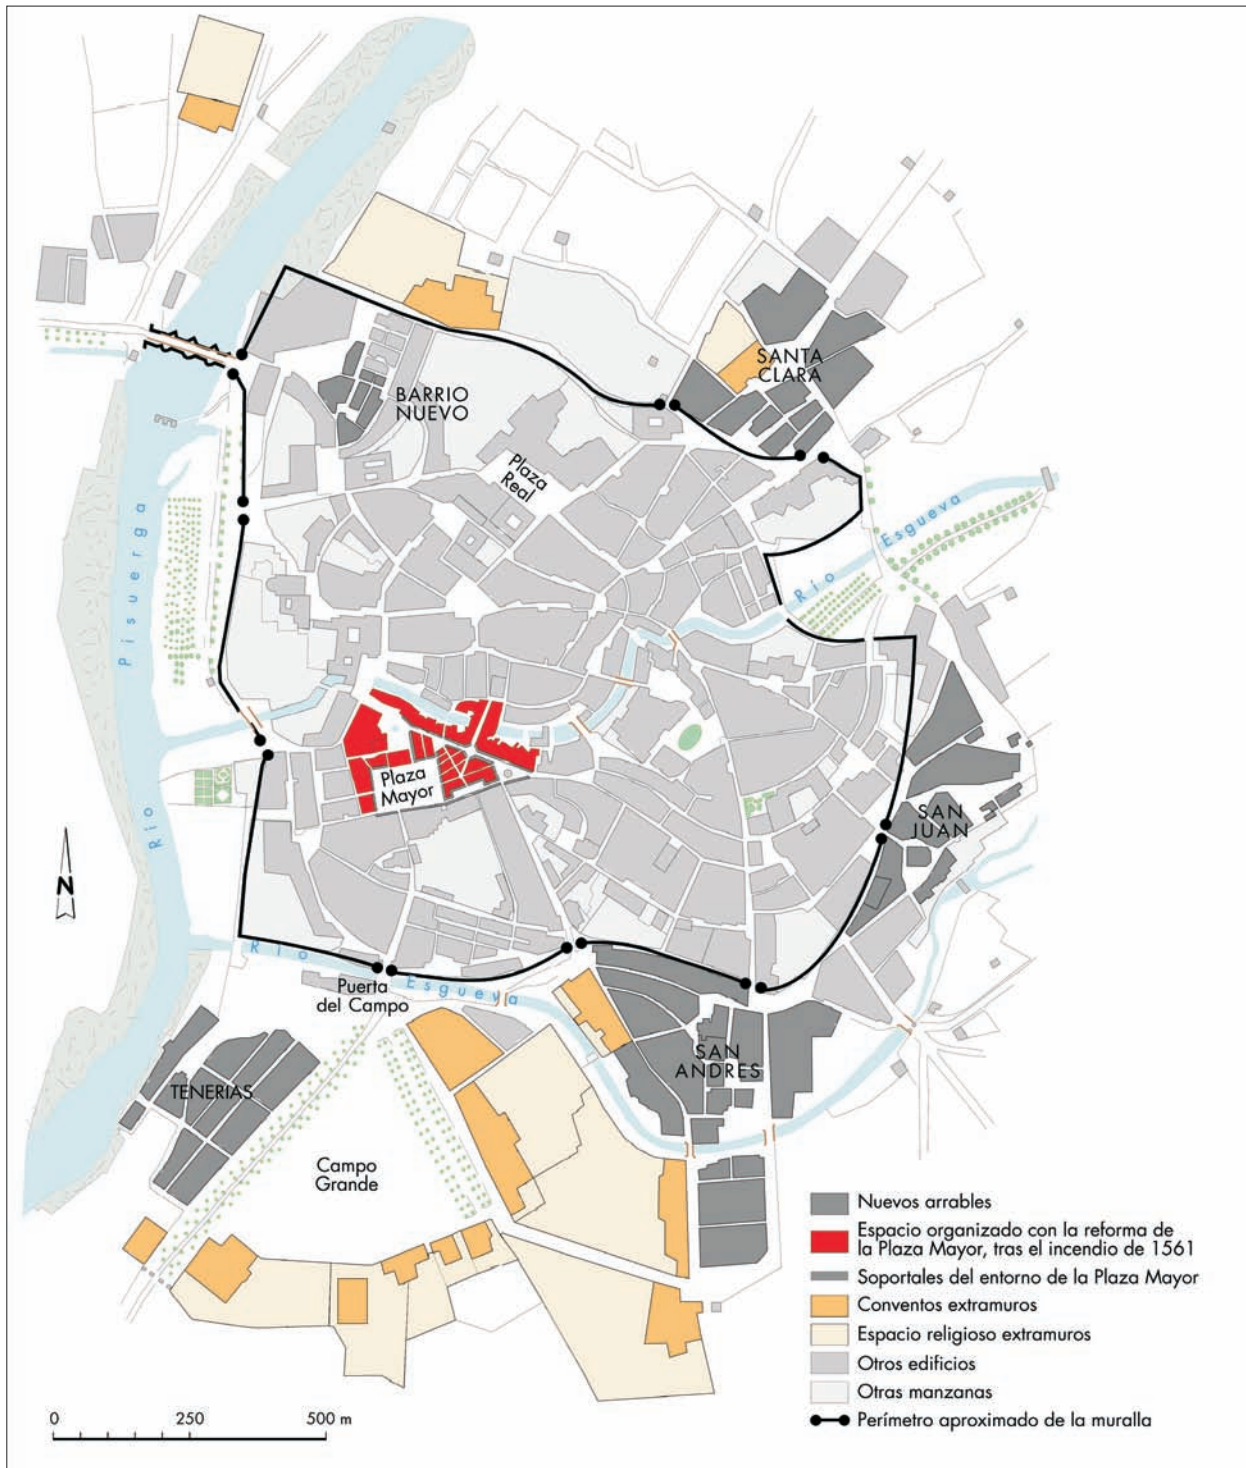 BARRIO
NUEVO
SANTA
CLARA
Plaza
Real
Río Esgueva
Río Pisuerga
Plaza
Mayor
SAN
JUAN
N
Río Esgueva
Puerta
del Campo
SAN
ANDRES
TENERIAS
Campo
Grande
Nuevos arrables
Espacio organizado con la reforma de
la Plaza Mayor, tras el incendio de 1561
Soportales del entorno de la Plaza Mayor
Conventos extramuros
Espacio religioso extramuros
Otros edificios
Otras manzanas
Perímetro aproximado de la muralla
0 250 500 m